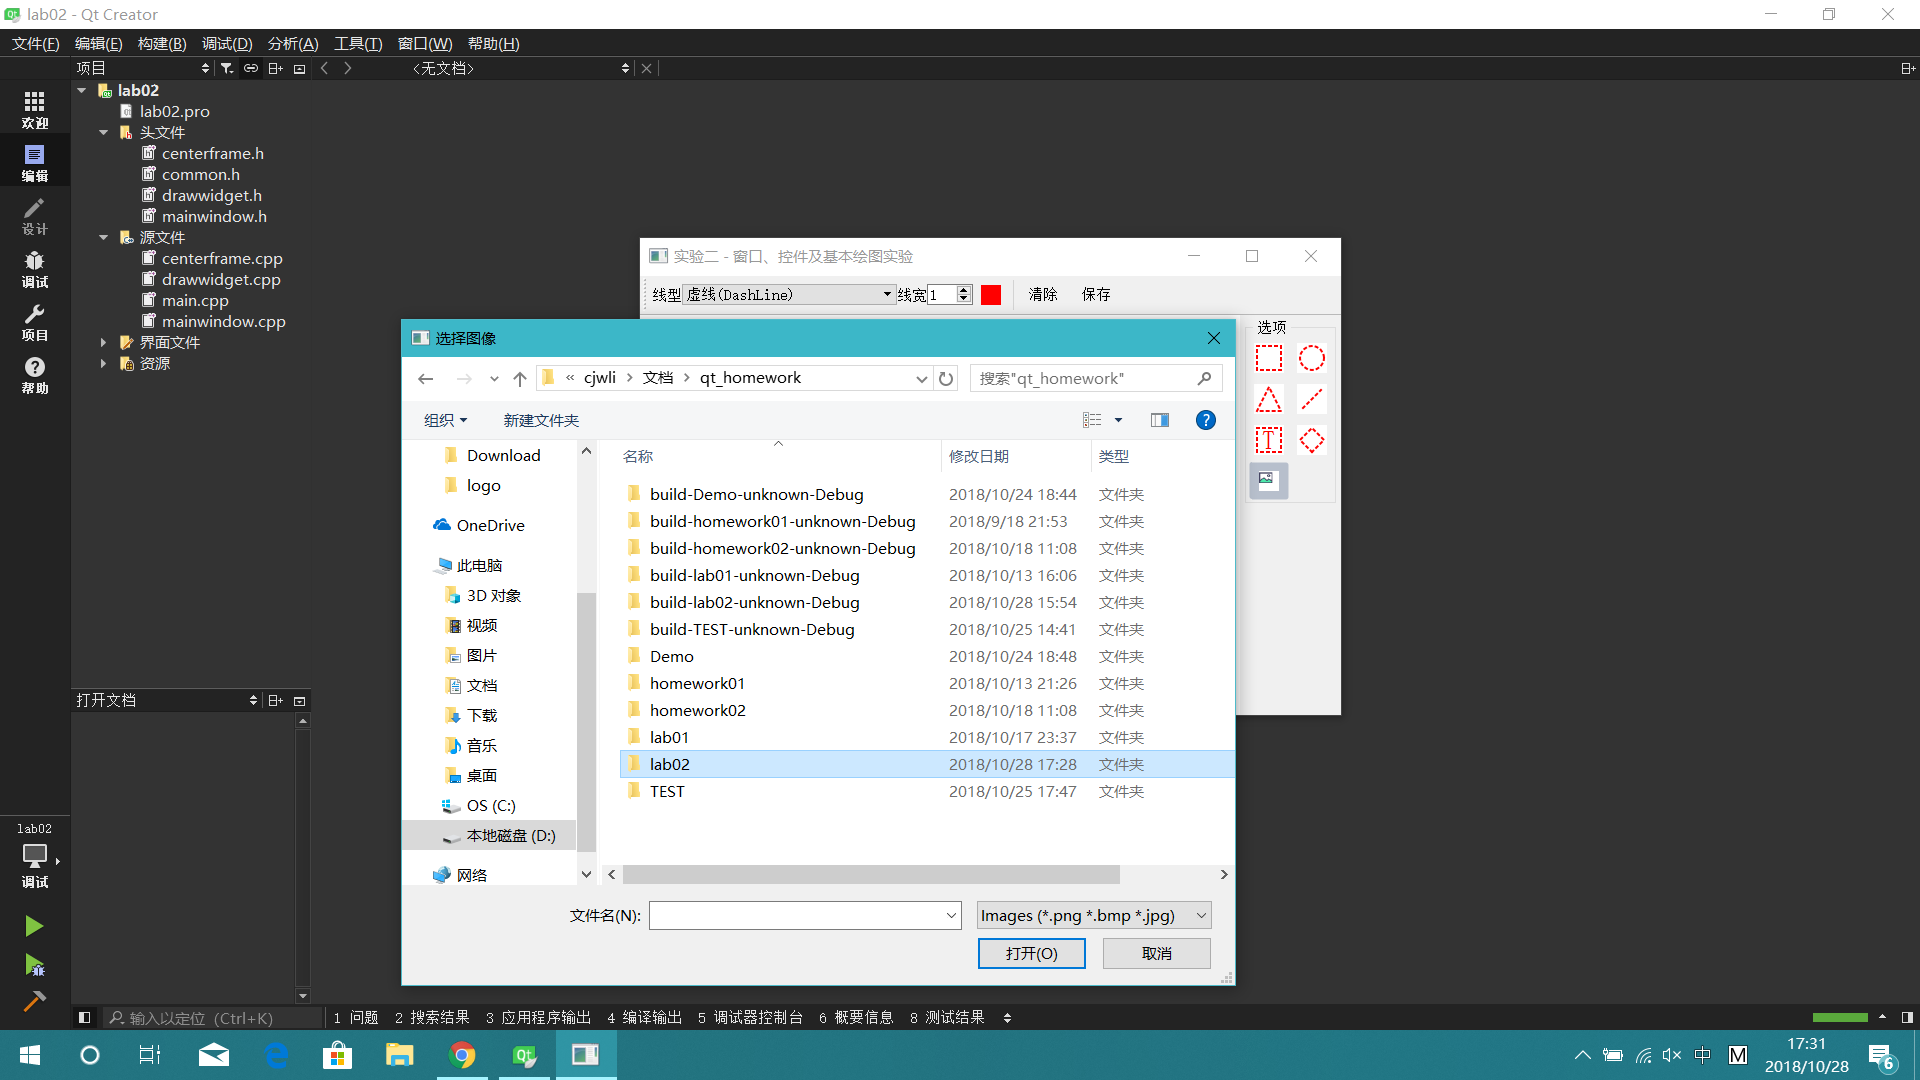 lab02 - Qt Creator
文件(F) 编辑(E) 构建(B) 调试(D) 分析(A) 工具(T) 窗口(W) 帮助(H)
项目
<无文档>
欢迎
编辑
设计
调试
项目
帮助
lab02
lab02.pro
头文件
centerframe.h
common.h
drawwidget.h
mainwindow.h
源文件
centerframe.cpp
drawwidget.cpp
main.cpp
mainwindow.cpp
界面文件
资源
打开文档
lab02
调试
实验二 - 窗口、控件及基本绘图实验
线型 虚线(DashLine) 线宽 1 清除 保存
选项
T
选择图像
« cjwli › 文档 › qt_homework
搜索"qt_homework"
组织 新建文件夹
?
Download
logo
OneDrive
此电脑
3D 对象
视频
图片
文档
下载
音乐
桌面
OS (C:)
本地磁盘 (D:)
网络
名称 修改日期 类型
build-Demo-unknown-Debug 2018/10/24 18:44 文件夹
build-homework01-unknown-Debug 2018/9/18 21:53 文件夹
build-homework02-unknown-Debug 2018/10/18 11:08 文件夹
build-lab01-unknown-Debug 2018/10/13 16:06 文件夹
build-lab02-unknown-Debug 2018/10/28 15:54 文件夹
build-TEST-unknown-Debug 2018/10/25 14:41 文件夹
Demo 2018/10/24 18:48 文件夹
homework01 2018/10/13 21:26 文件夹
homework02 2018/10/18 11:08 文件夹
lab01 2018/10/17 23:37 文件夹
lab02 2018/10/28 17:28 文件夹
TEST 2018/10/25 17:47 文件夹
文件名(N):
Images (*.png *.bmp *.jpg)
打开(O) 取消
输入以定位 (Ctrl+K)
1 问题 2 搜索结果 3 应用程序输出 4 编译输出 5 调试器控制台 6 概要信息 8 测试结果
中 M
17:31
2018/10/28
6